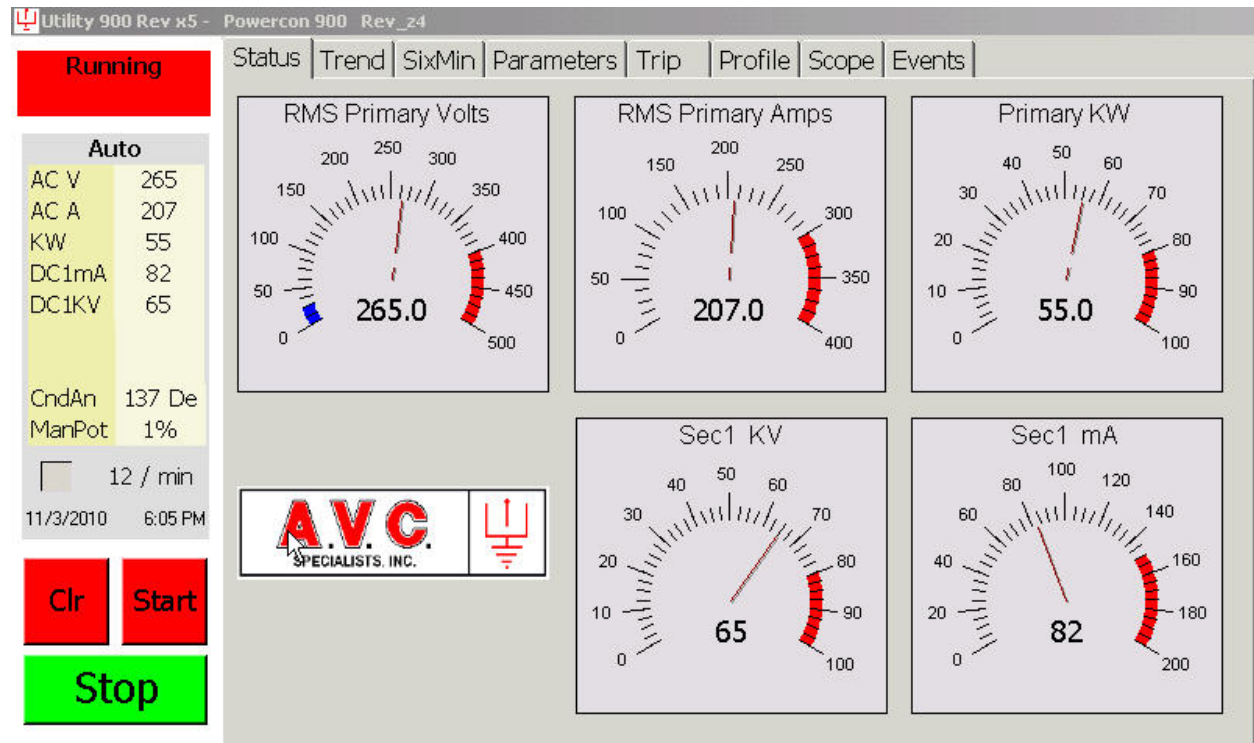 Utility 900 Rev x5 - Powercon 900 Rev_z4
Running
Auto
AC V 265
AC A 207
KW 55
DC1mA 82
DC1KV 65
CndAn 137 De
ManPot 1%
12 / min
11/3/2010 6:05 PM
Clr Start
Stop
Status Trend SixMin Parameters Trip Profile Scope Events
RMS Primary Volts
0 50 100 150 200 250 300 350 400 450 500
265.0
RMS Primary Amps
0 50 100 150 200 250 300 350 400
207.0
Primary KW
0 10 20 30 40 50 60 70 80 90 100
55.0
A.V.C.
SPECIALISTS, INC.
Sec1 KV
0 10 20 30 40 50 60 70 80 90 100
65
Sec1 mA
0 20 40 60 80 100 120 140 160 180 200
82